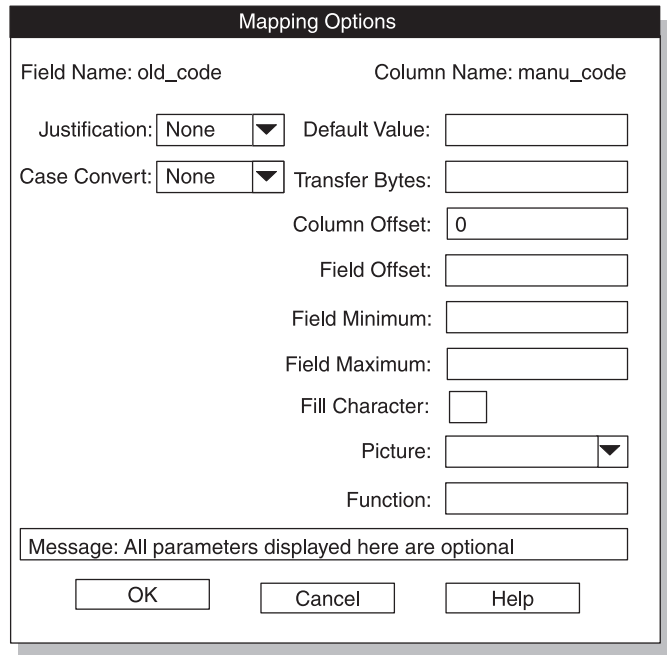 Mapping Options
Field Name: old_code Column Name: manu_code
Justification: None Default Value:
Case Convert: None Transfer Bytes:
Column Offset: 0
Field Offset:
Field Minimum:
Field Maximum:
Fill Character:
Picture:
Function:
Message: All parameters displayed here are optional
OK Cancel Help